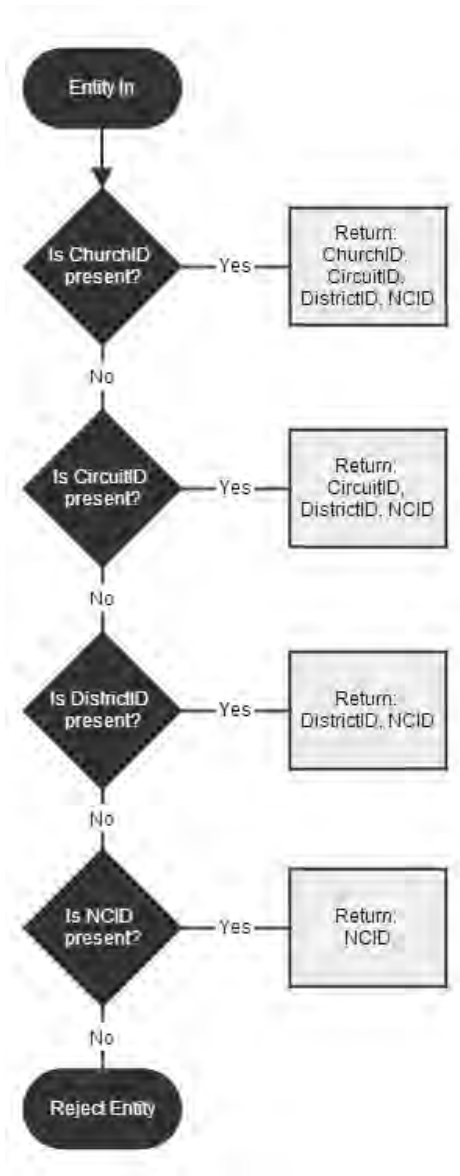 Entity In
Is ChurchID
present?
Yes
Return:
ChurchID
CircuitID,
DistrictID, NCID
No
Is CircuitID
present?
Yes
Return:
CircuitID,
DistrictID, NCID
No
Is DistrictID
present?
Yes
Return:
DistrictID, NCID
No
Is NCID
present?
Yes
Return:
NCID
No
Reject Entity